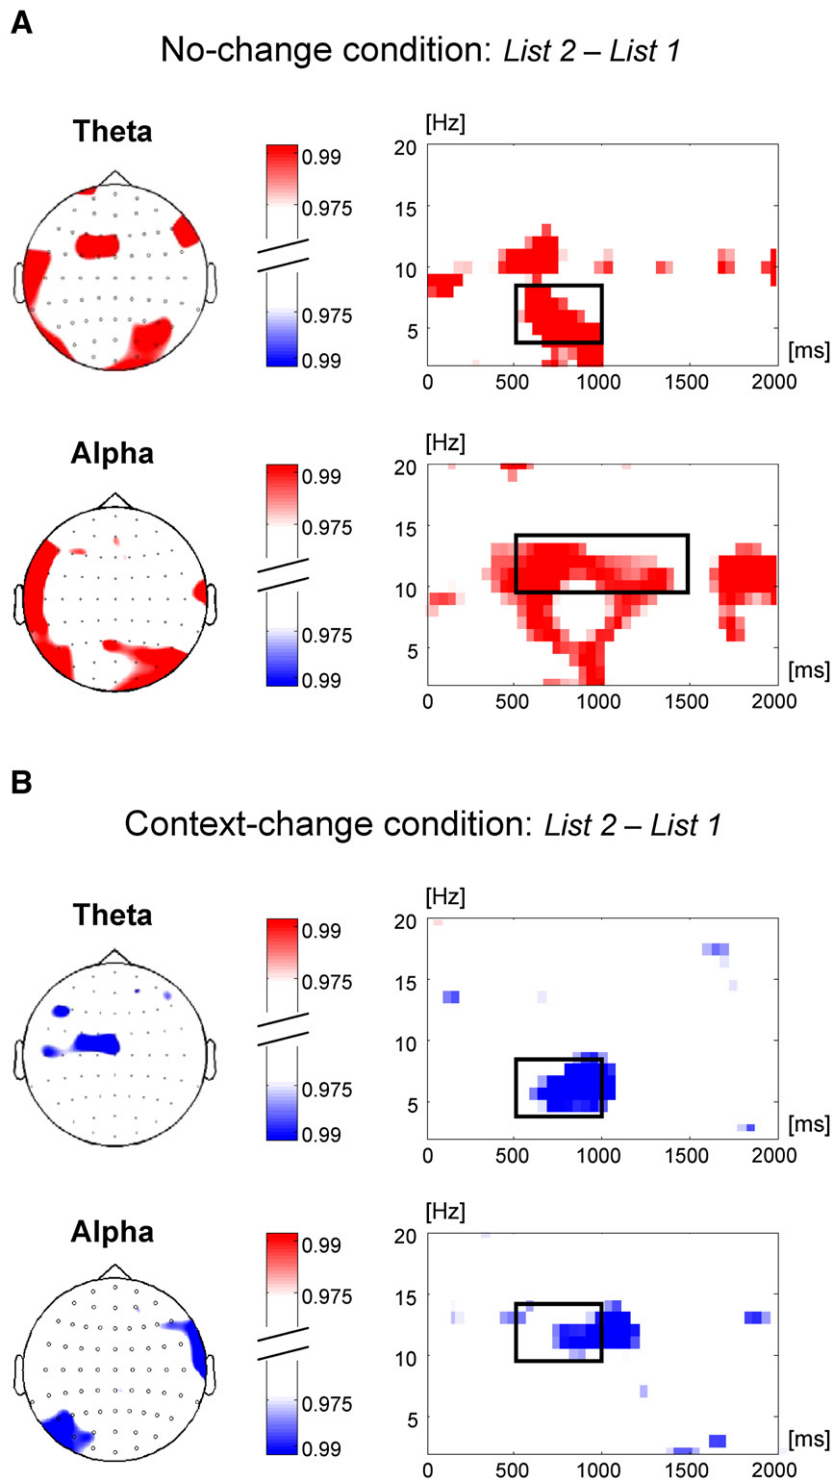 A
No-change condition: List 2 – List 1
Theta
0.99
0.975
0.975
0.99
[Hz]
20
15
10
5
0 500 1000 1500 2000
[ms]
Alpha
0.99
0.975
0.975
0.99
[Hz]
20
15
10
5
0 500 1000 1500 2000
[ms]
B
Context-change condition: List 2 – List 1
Theta
0.99
0.975
0.975
0.99
[Hz]
20
15
10
5
0 500 1000 1500 2000
[ms]
Alpha
0.99
0.975
0.975
0.99
[Hz]
20
15
10
5
0 500 1000 1500 2000
[ms]